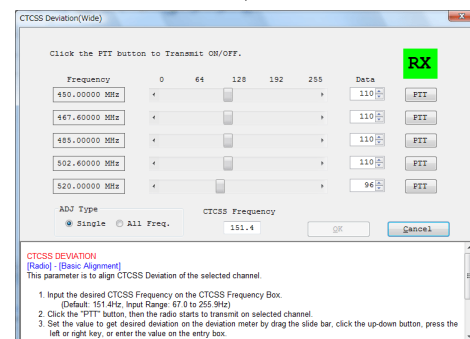 CTCSS Deviation(Wide)
Click the PTT button to Transmit ON/OFF.
RX
Frequency 0 64 128 192 255 Data
450.00000 MHz 110 PTT
467.60000 MHz 110 PTT
485.00000 MHz 110 PTT
502.60000 MHz 110 PTT
520.00000 MHz 96 PTT
ADJ Type CTCSS Frequency
Single All Freq. 151.4 OK Cancel
CTCSS DEVIATION
[Radio] - [Basic Alignment]
This parameter is to align CTCSS Deviation of the selected channel.
1. Input the desired CTCSS Frequency on the CTCSS Frequency Box.
(Default: 151.4Hz, Input Range: 67.0 to 255.9Hz)
2. Click the "PTT" button, then the radio starts to transmit on selected channel.
3. Set the value to get desired deviation on the deviation meter by drag the slide bar, click the up-down button, press the
left or right key, or enter the value on the entry box.